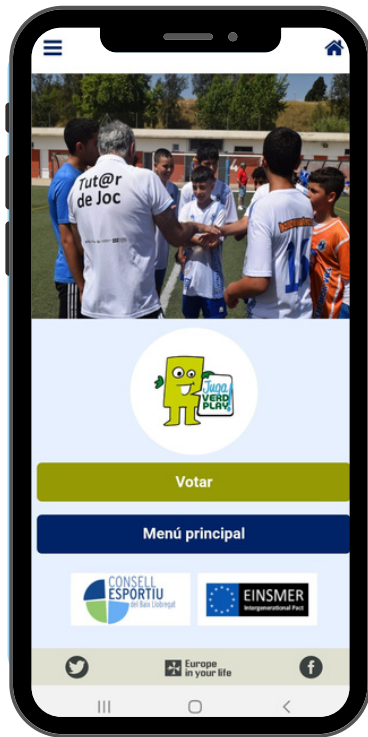 Tut@r
de Joc
11
Juga
VERD
PLAY!
Votar
Menú principal
CONSELL
ESPORTIU
del Baix Llobregat
EINSMER
Intergenerational Pact
Europe
in your life